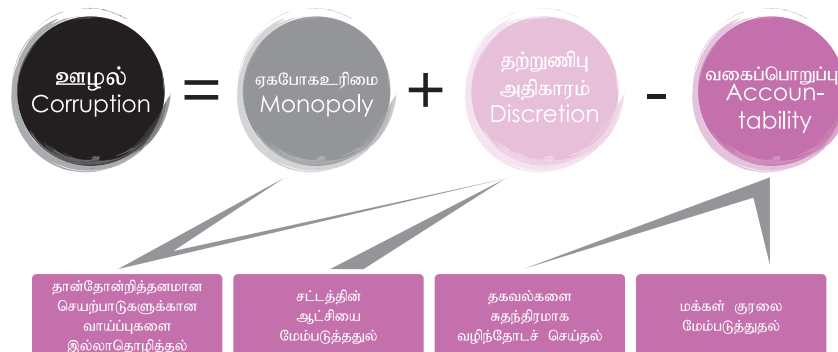 ஊழல்
Corruption
=
ஏகபோகஉரிமை
Monopoly
+
தற்றுணிபு
அதிகாரம்
Discretion
-
வகைப்பொறுப்பு
Accoun-
tability
தான்தோன்றித்தனமான
செயற்பாடுகளுக்கான
வாய்ப்புகளை
இல்லாதொழித்தல்
சட்டத்தின்
ஆட்சியை
மேம்படுத்தததுல்
தகவல்களை
சுதந்திரமாக
வழிந்தோடச் செய்தல்
மக்கள் குரலை
மேம்படுத்துதல்